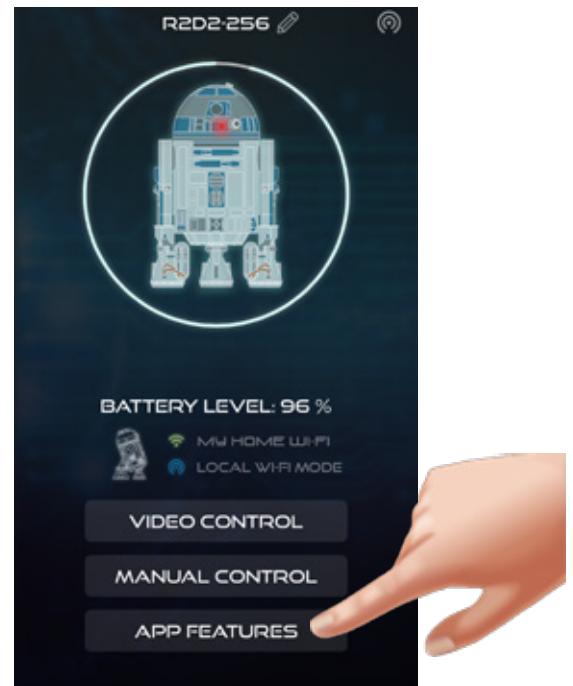 R2D2-256
BATTERY LEVEL: 96 %
MY HOME WI-FI
LOCAL WI-FI MODE
VIDEO CONTROL
MANUAL CONTROL
APP FEATURES